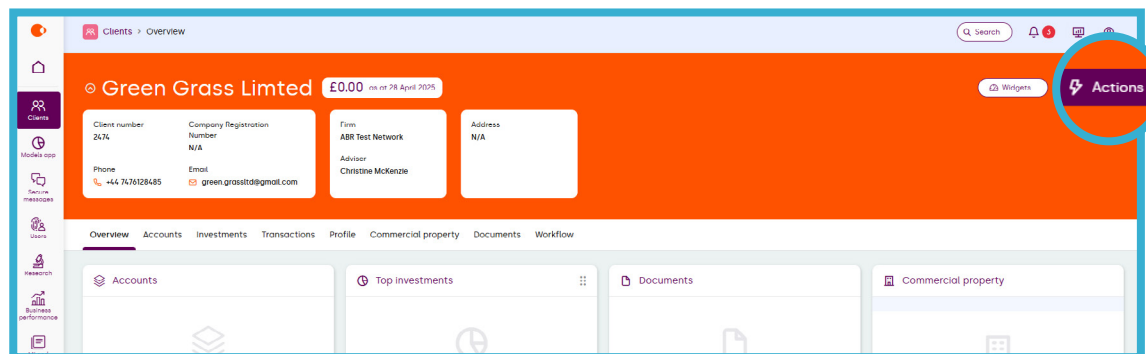 Clients > Overview
Search
3
Green Grass Limted
£0.00 as at 28 April 2025
Widgets
Actions
Client number
2474
Company Registration
Number
N/A
Phone
+44 7476128485
Email
green.grassltd@gmail.com
Firm
ABR Test Network
Adviser
Christine McKenzie
Address
N/A
Clients
Models app
Secure
messages
Users
Research
Business
performance
Overview Accounts Investments Transactions Profile Commercial property Documents Workflow
Accounts
Top investments
Documents
Commercial property